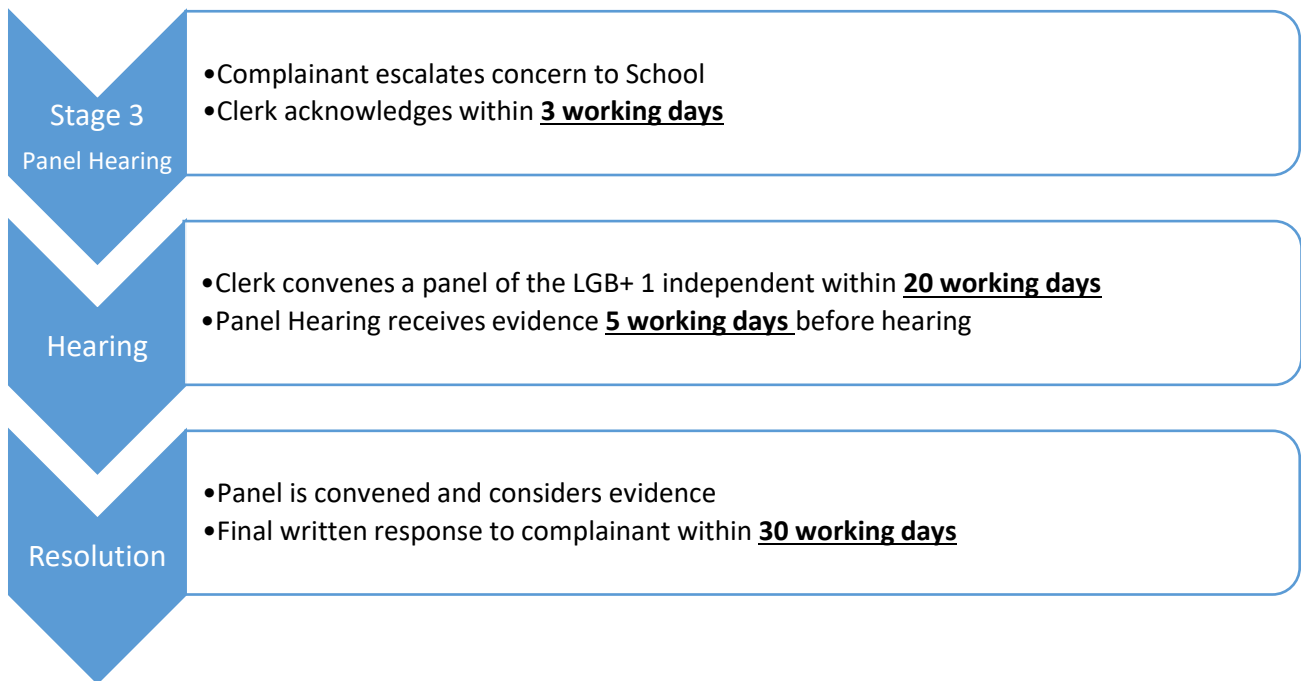 Stage 3
Panel Hearing
•Complainant escalates concern to School
•Clerk acknowledges within 3 working days
Hearing
•Clerk convenes a panel of the LGB+ 1 independent within 20 working days
•Panel Hearing receives evidence 5 working days before hearing
Resolution
•Panel is convened and considers evidence
•Final written response to complainant within 30 working days